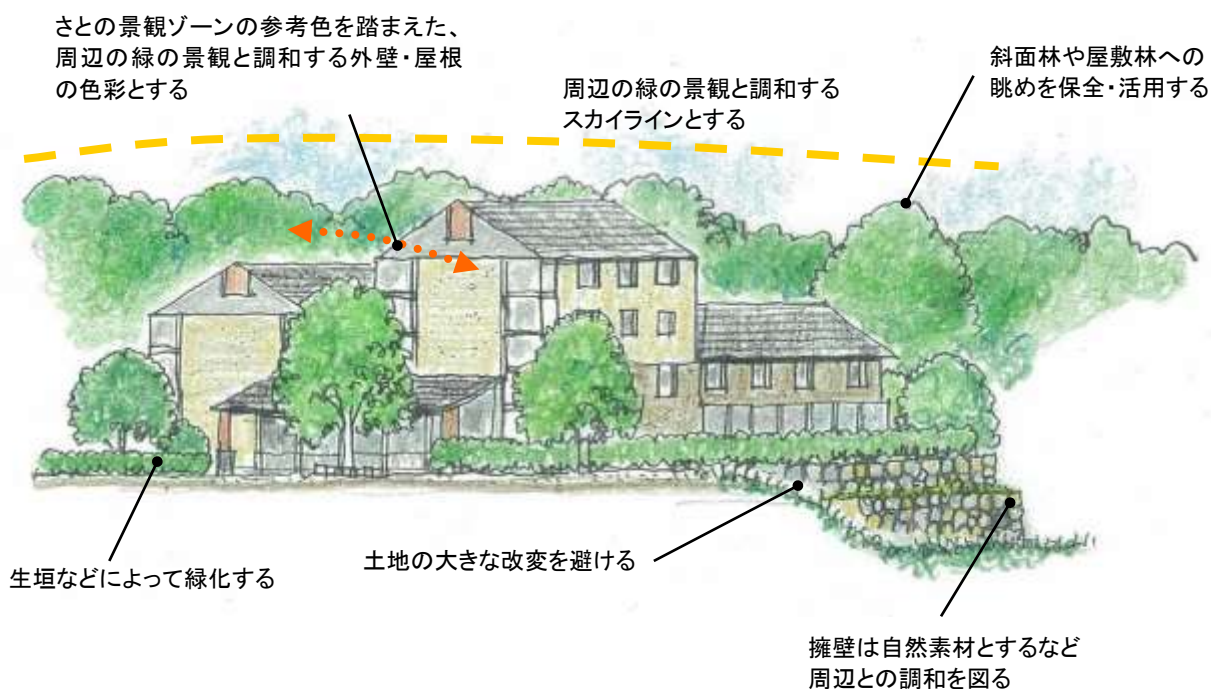 さとの景観ゾーンの参考色を踏まえた、
周辺の緑の景観と調和する外壁・屋根
の色彩とする
周辺の緑の景観と調和する
スカイラインとする
斜面林や屋敷林への
眺めを保全・活用する
生垣などによって緑化する
土地の大きな改変を避ける
擁壁は自然素材とするなど
周辺との調和を図る